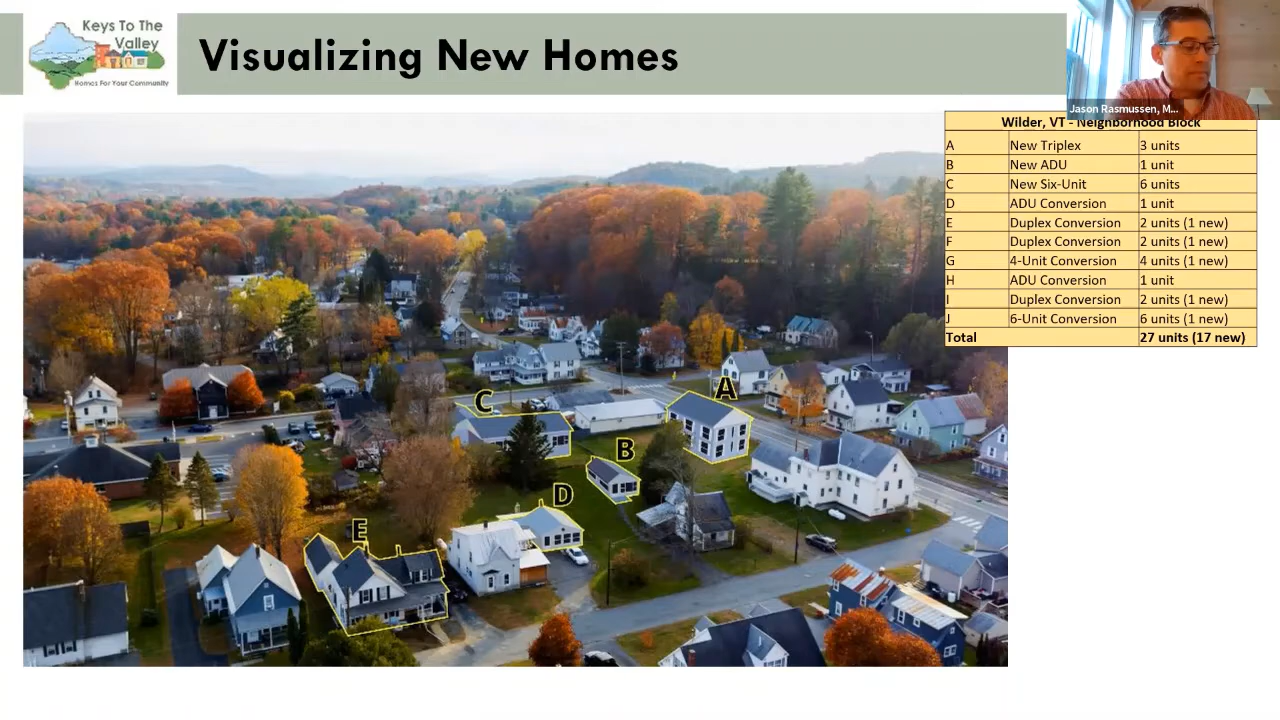 Keys To The
Valley
Homes For Your Community
Visualizing New Homes
Jason Rasmussen, M...
Wilder, VT - Neighborhood Block
A New Triplex 3 units
B New ADU 1 unit
C New Six-Unit 6 units
D ADU Conversion 1 unit
E Duplex Conversion 2 units (1 new)
F Duplex Conversion 2 units (1 new)
G 4-Unit Conversion 4 units (1 new)
H ADU Conversion 1 unit
I Duplex Conversion 2 units (1 new)
J 6-Unit Conversion 6 units (1 new)
Total 27 units (17 new)
A
C
B
D
E